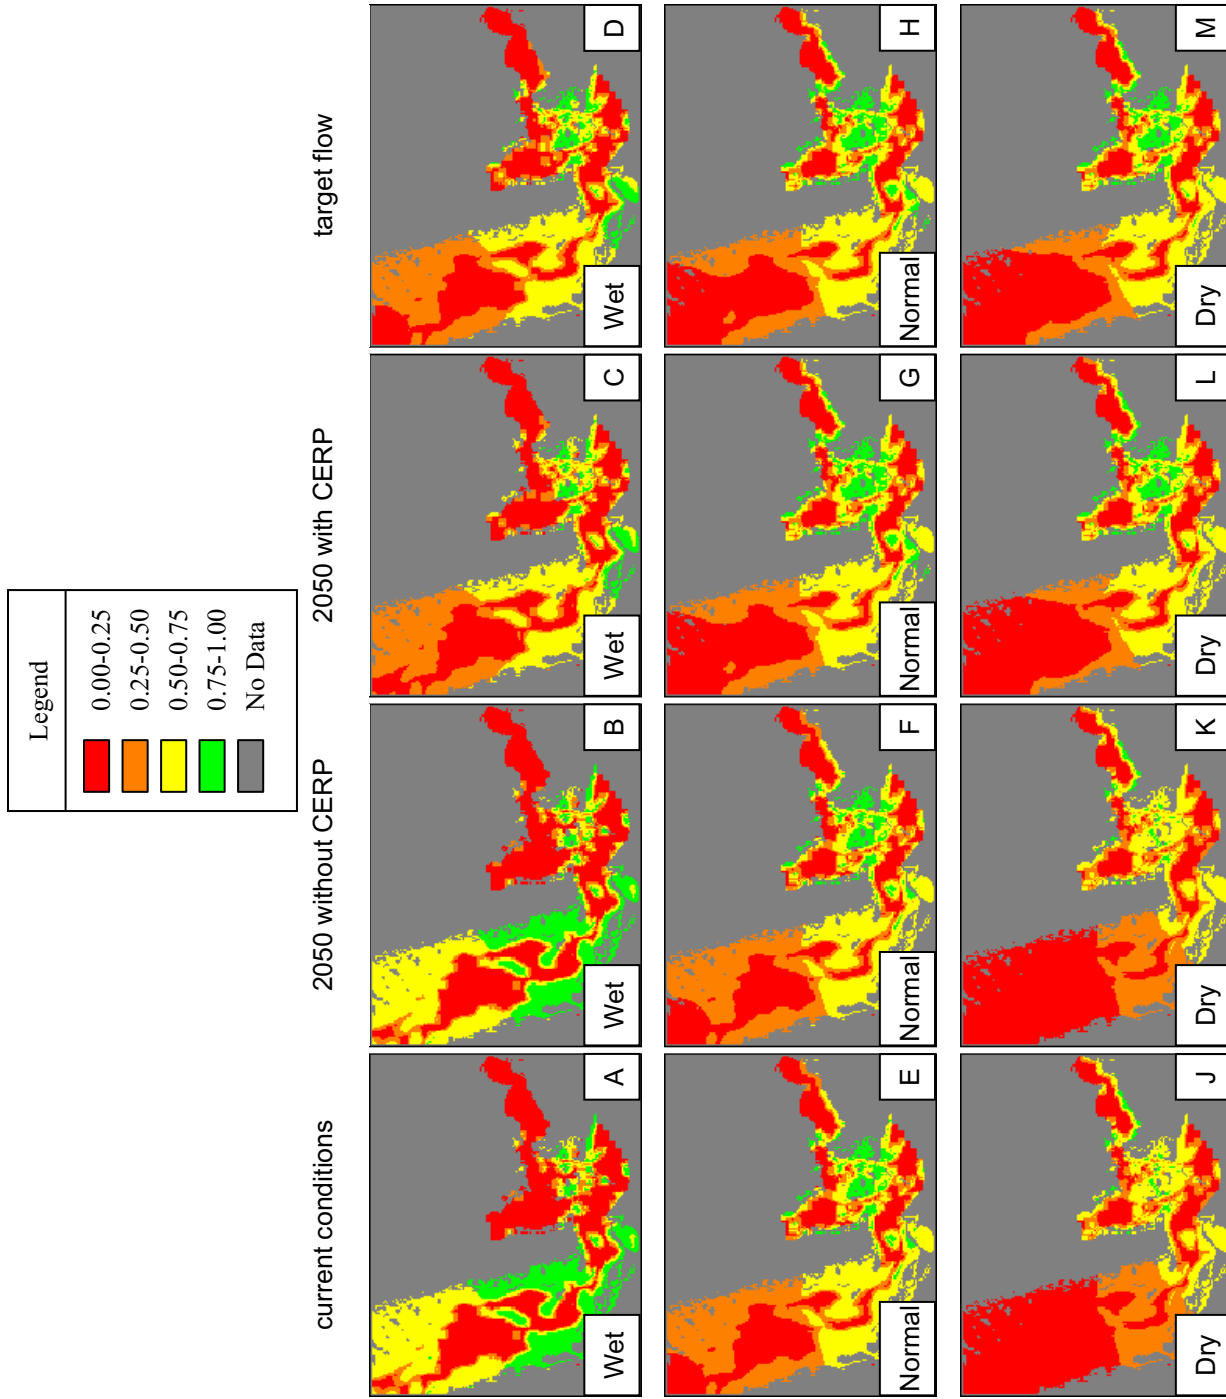 Legend
0.00-0.25
0.25-0.50
0.50-0.75
0.75-1.00
No Data
current conditions
2050 without CERP
2050 with CERP
target flow
Wet
A
Wet
B
Wet
C
Wet
D
Normal
E
Normal
F
Normal
G
Normal
H
Dry
J
Dry
K
Dry
L
Dry
M